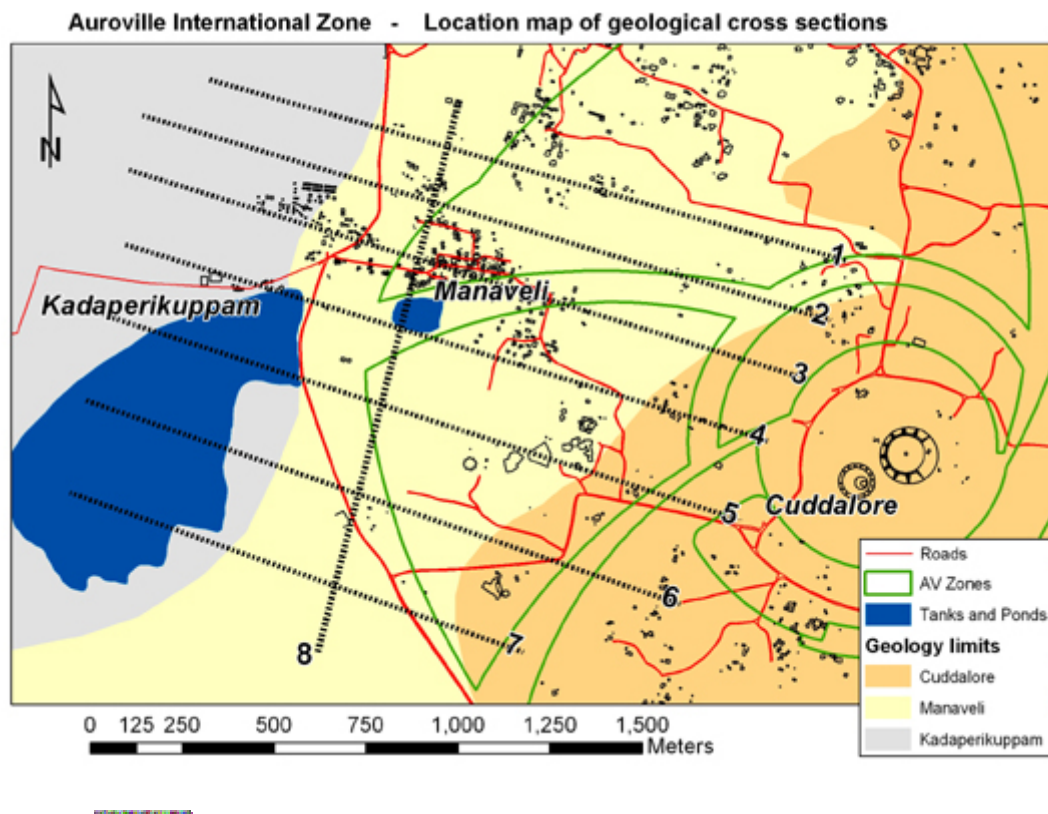 Auroville International Zone - Location map of geological cross sections
N
1
Kadaperikuppam
Manaveli
2
3
4
5
Cuddalore
6
7
8
Roads
AV Zones
Tanks and Ponds
Geology limits
Cuddalore
Manaveli
Kadaperikuppam
0 125 250 500 750 1,000 1,250 1,500
Meters